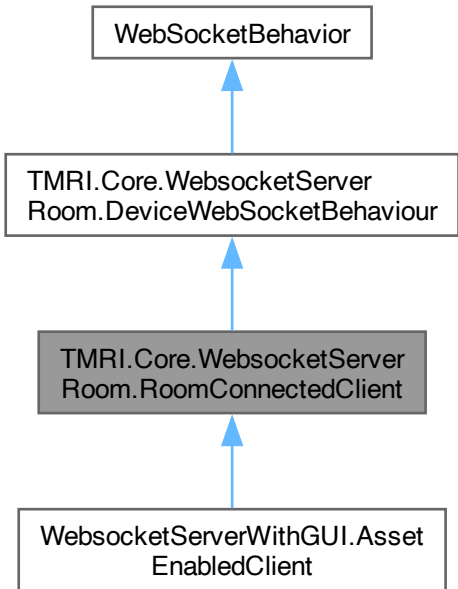 WebSocketBehavior
TMRI.Core.WebsocketServer
Room.DeviceWebSocketBehaviour
TMRI.Core.WebsocketServer
Room.RoomConnectedClient
WebsocketServerWithGUI.Asset
EnabledClient